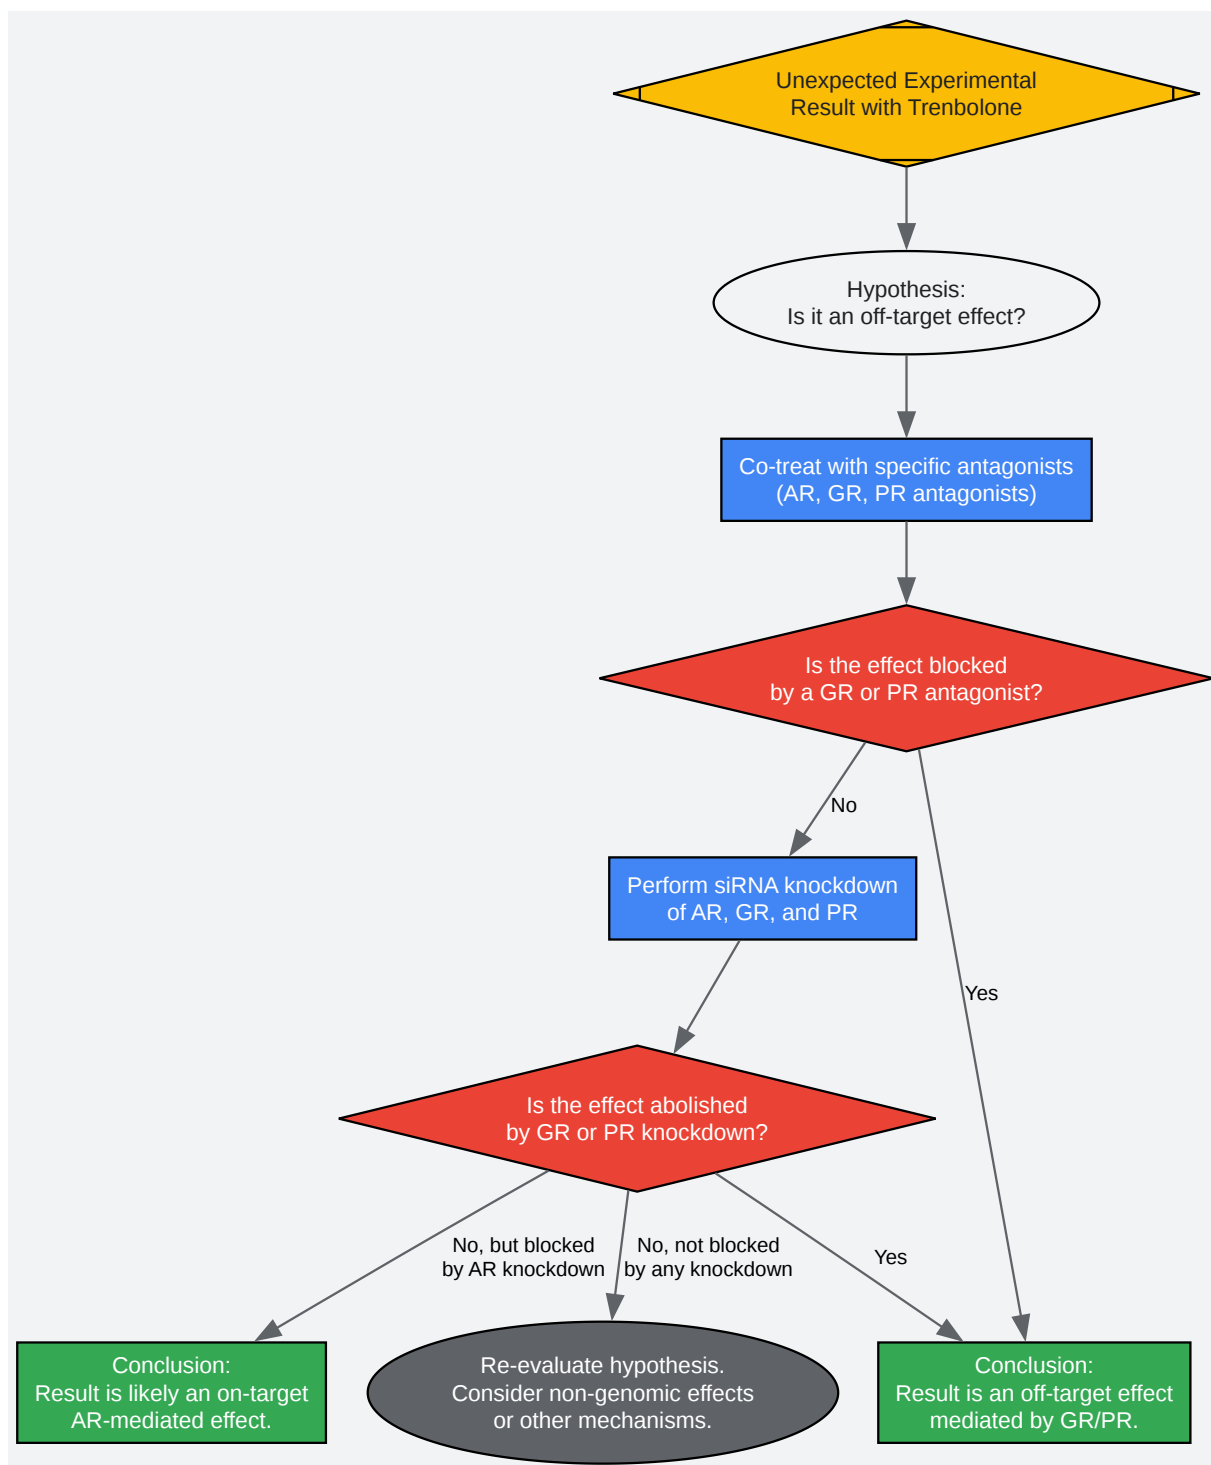 Unexpected Experimental
Result with Trenbolone
Hypothesis:
Is it an off-target effect?
Co-treat with specific antagonists
(AR, GR, PR antagonists)
Is the effect blocked
by a GR or PR antagonist?
No
Perform siRNA knockdown
of AR, GR, and PR
Yes
Is the effect abolished
by GR or PR knockdown?
No, but blocked
by AR knockdown
No, not blocked
by any knockdown
Yes
Conclusion:
Result is likely an on-target
AR-mediated effect.
Re-evaluate hypothesis.
Consider non-genomic effects
or other mechanisms.
Conclusion:
Result is an off-target effect
mediated by GR/PR.